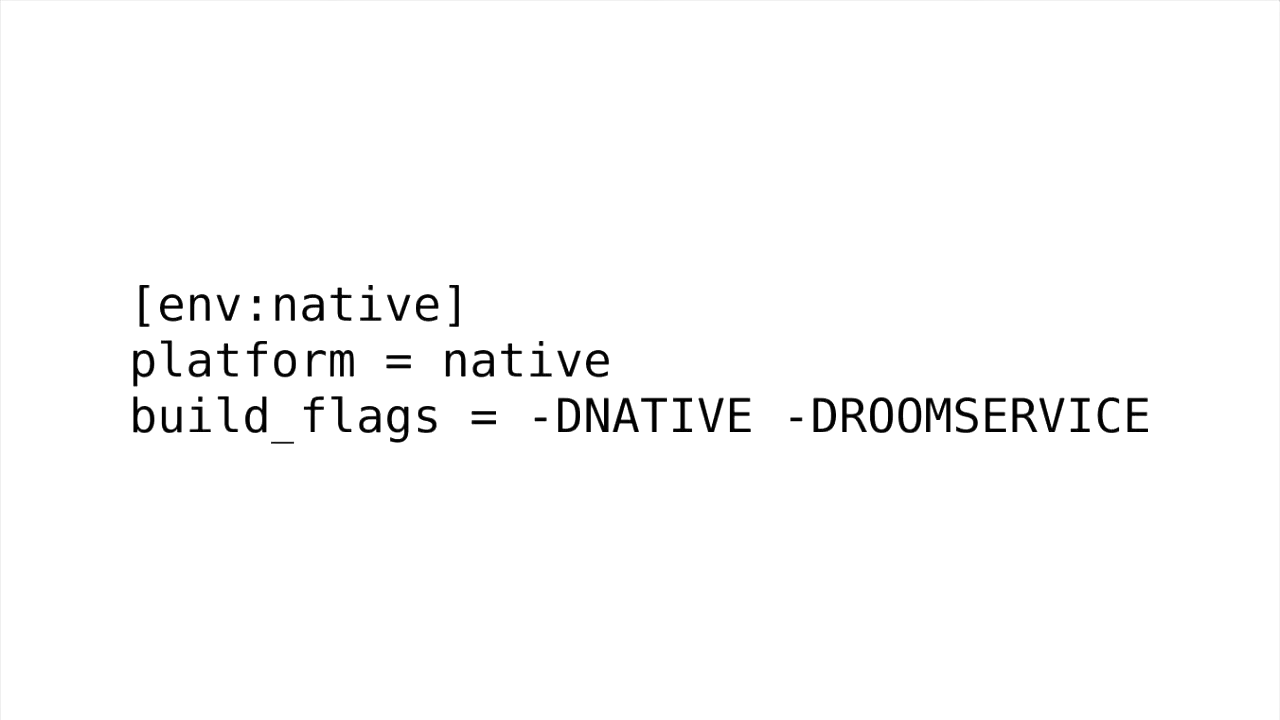 [env:native]
platform = native
build_flags = -DNATIVE -DROOMSERVICE